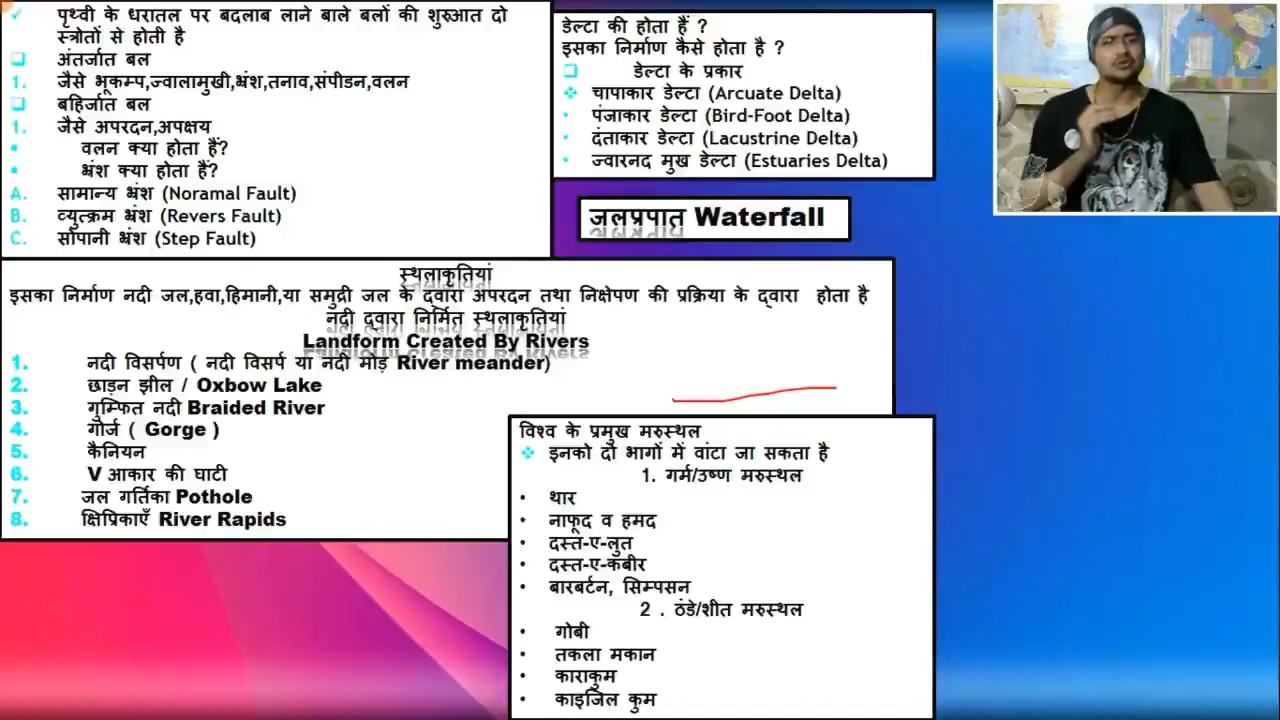 पृथ्वी के धरातल पर बदलाब लाने बाले बलों की शुरुआत दो
स्त्रोतों से होती है
अंतर्जात बल
1. जैसे भूकम्प,ज्वालामुखी,भ्रंश,तनाव,संपीडन,वलन
बहिर्जात बल
1. जैसे अपरदन,अपक्षय
वलन क्या होता हैं?
भ्रंश क्या होता हैं?
A. सामान्य भ्रंश (Noramal Fault)
B. व्युत्क्रम भ्रंश (Revers Fault)
C. सोपानी भ्रंश (Step Fault)
डेल्टा की होता हैं ?
इसका निर्माण कैसे होता है ?
डेल्टा के प्रकार
चापाकार डेल्टा (Arcuate Delta)
पंजाकार डेल्टा (Bird-Foot Delta)
दंताकार डेल्टा (Lacustrine Delta)
ज्वारनद मुख डेल्टा (Estuaries Delta)
जलप्रपात Waterfall
स्थलाकृतियां
इसका निर्माण नदी जल,हवा,हिमानी,या समुद्री जल के द्वारा अपरदन तथा निक्षेपण की प्रक्रिया के द्वारा होता है
नदी द्वारा निर्मित स्थलाकृतियां
Landform Created By Rivers
1. नदी विसर्पण ( नदी विसर्प या नदी मोड़ River meander)
2. छाड़न झील / Oxbow Lake
3. गुम्फित नदी Braided River
4. गोर्ज ( Gorge )
5. कैनियन
6. V आकार की घाटी
7. जल गर्तिका Pothole
8. क्षिप्रिकाएँ River Rapids
विश्व के प्रमुख मरुस्थल
इनको दो भागों में वांटा जा सकता है
1. गर्म/उष्ण मरुस्थल
थार
नाफूद व हमद
दस्त-ए-लुत
दस्त-ए-कबीर
बारबर्टन, सिम्पसन
2 . ठंडे/शीत मरुस्थल
गोबी
तकला मकान
काराकुम
काइजिल कुम